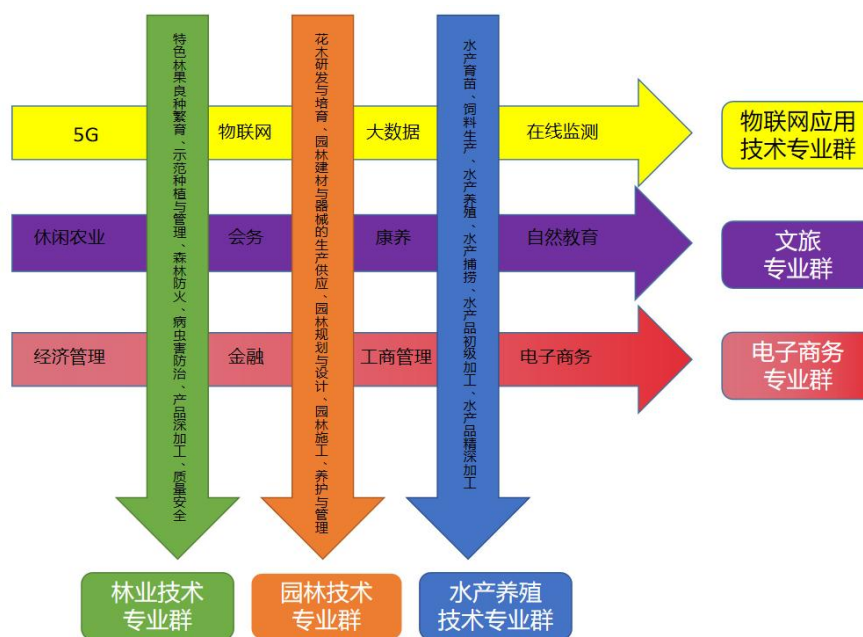 特色林果良种繁育、示范种植与管理、森林防火、病虫害防治、产品深加工、质量安全
花木研发与培育、园林建材与器械的生产供应、园林规划与设计、园林施工、养护与管理
水产育苗、饲料生产、水产养殖、水产捕捞、水产品初级加工、水产品精深加工
5G
物联网
大数据
在线监测
物联网应用
技术专业群
休闲农业
会务
康养
自然教育
文旅
专业群
经济管理
金融
工商管理
电子商务
电子商务
专业群
林业技术
专业群
园林技术
专业群
水产养殖
技术专业群